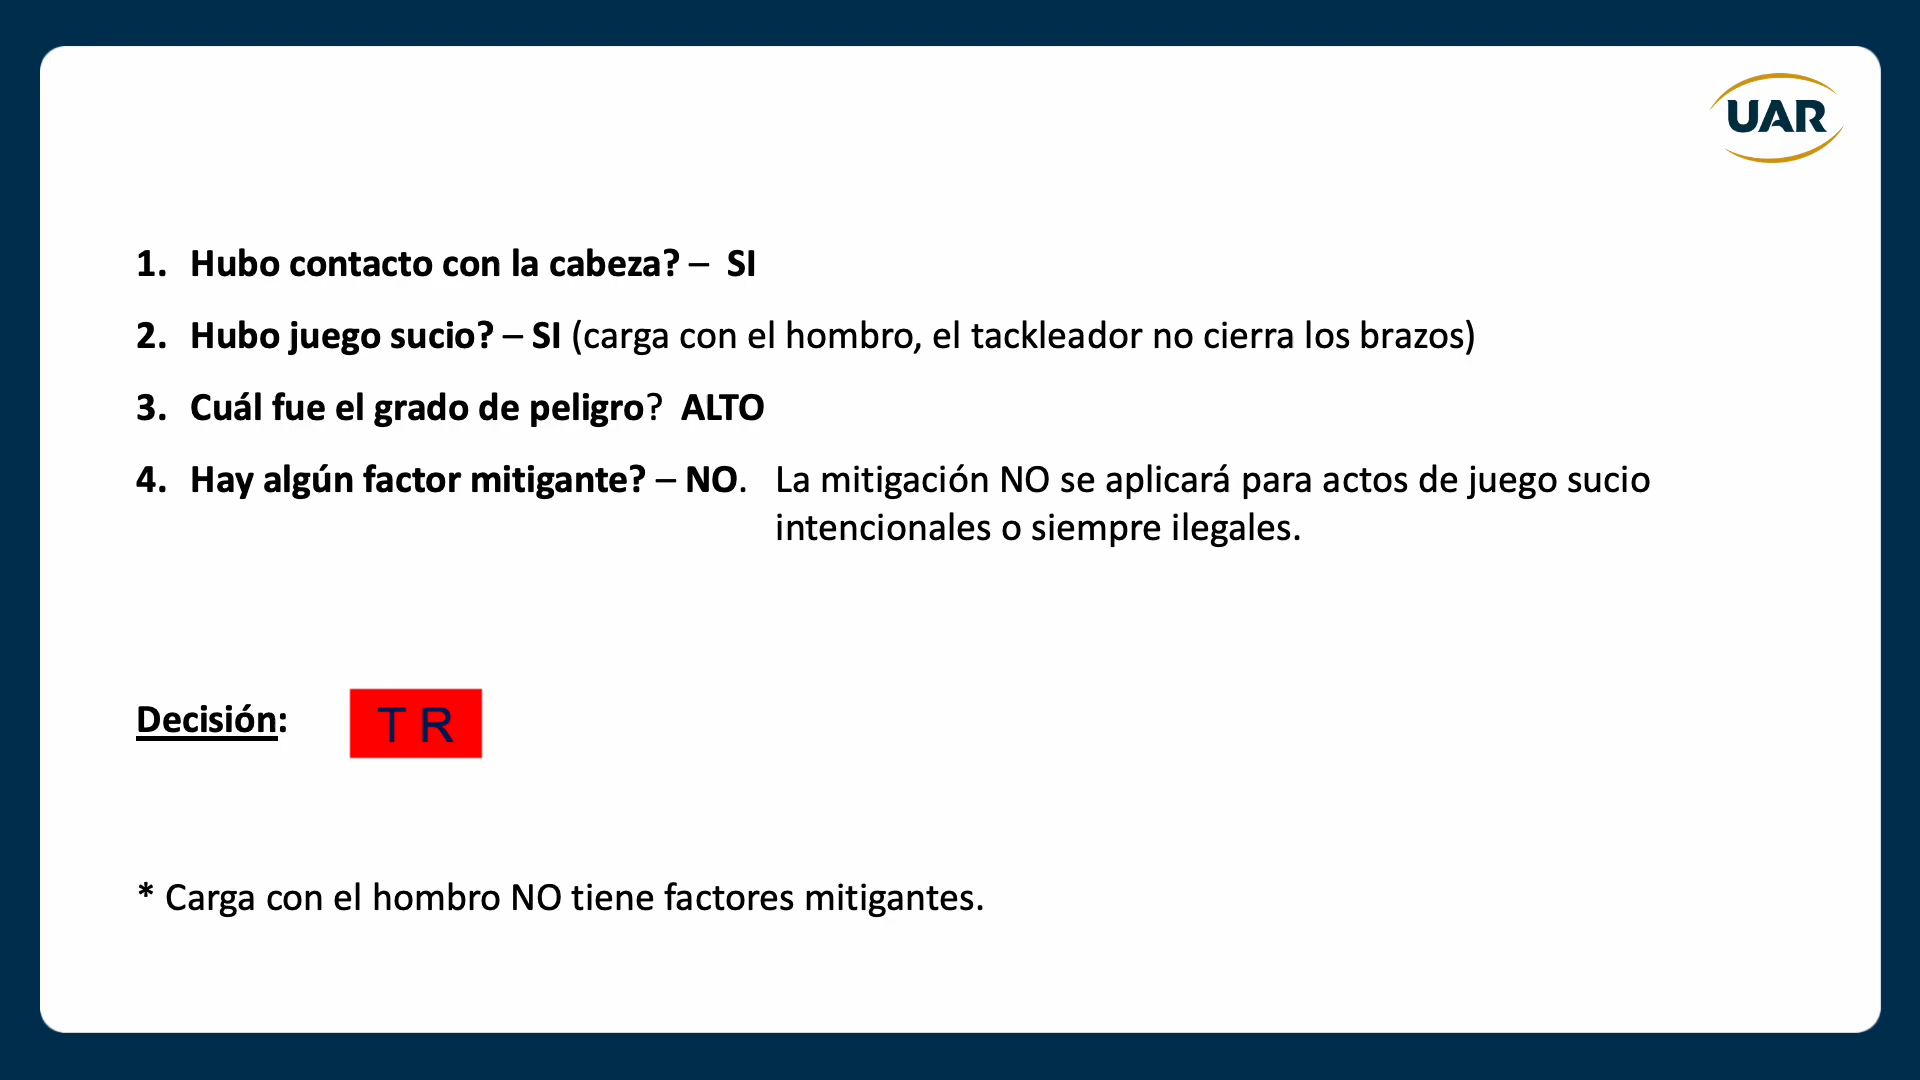 UAR
1. Hubo contacto con la cabeza? – SI
2. Hubo juego sucio? – SI (carga con el hombro, el tackleador no cierra los brazos)
3. Cuál fue el grado de peligro? ALTO
4. Hay algún factor mitigante? – NO. La mitigación NO se aplicará para actos de juego sucio
intencionales o siempre ilegales.
Decisión: T R
* Carga con el hombro NO tiene factores mitigantes.